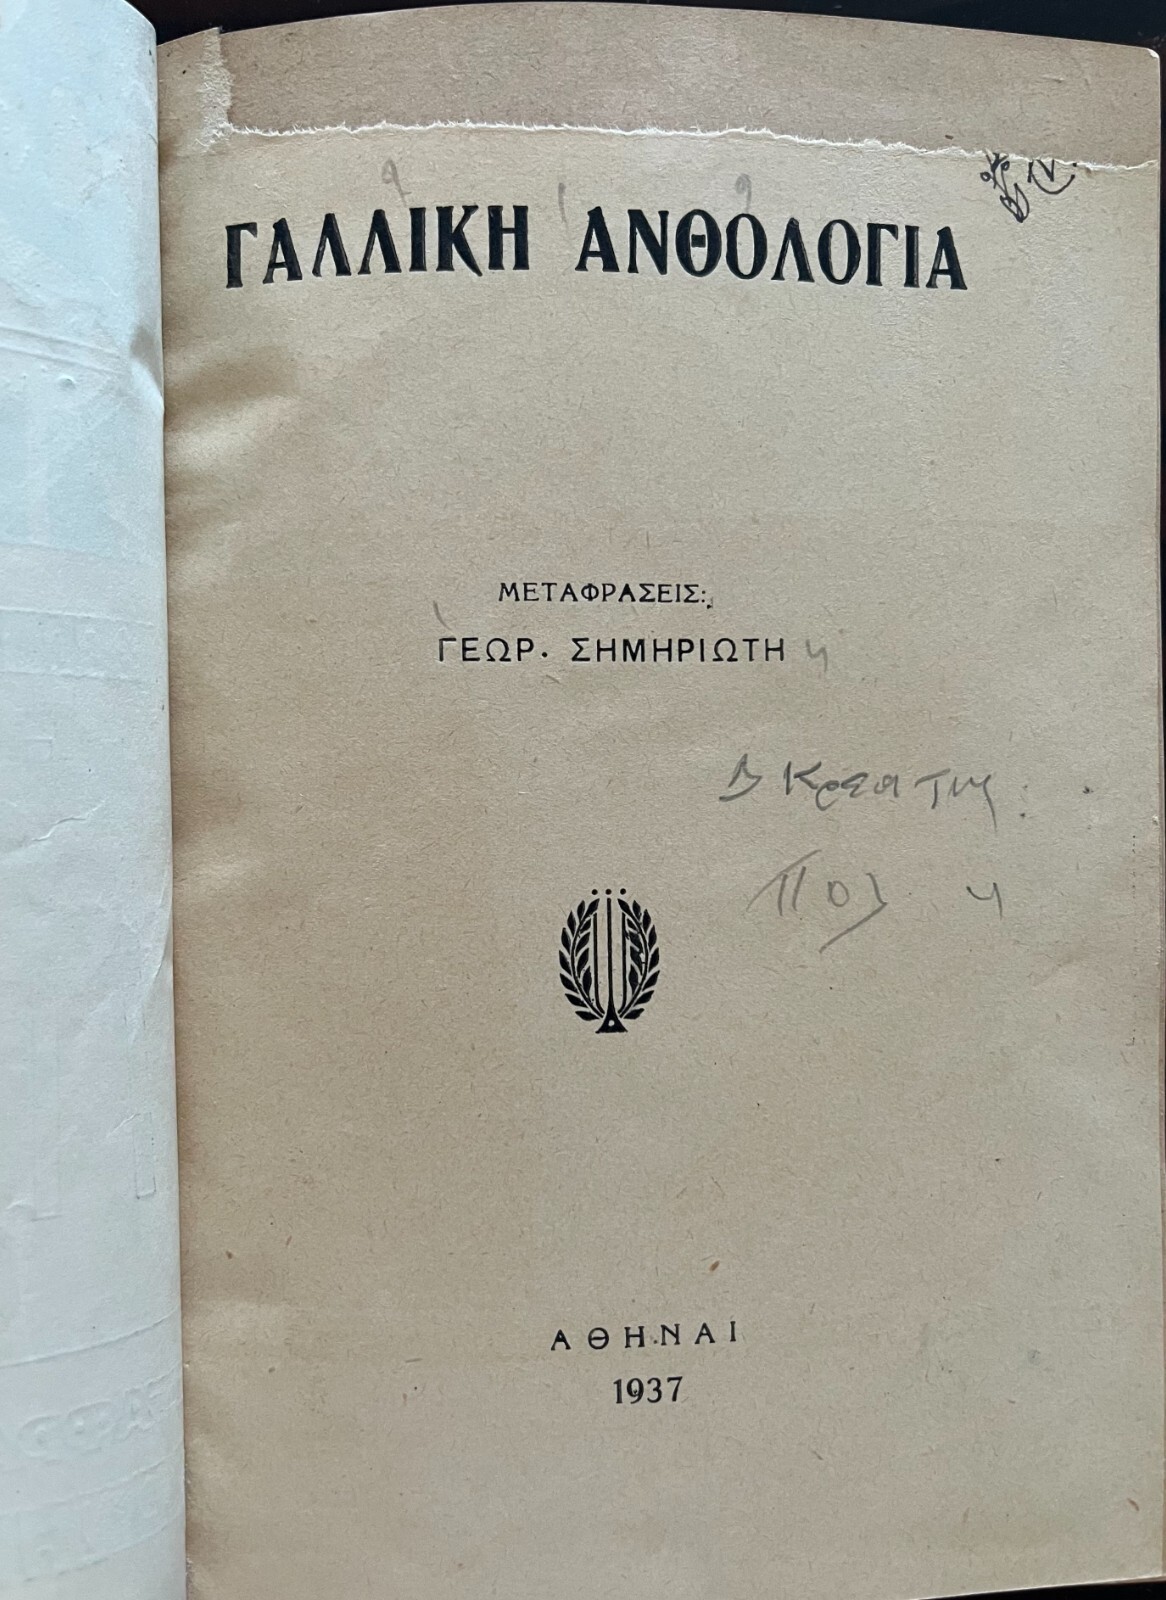 ΓΑΛΛΙΚΗ ΑΝΘΟΛΟΓΙΑ
ΜΕΤΑΦΡΑΣΕΙΣ:
ΓΕΩΡ. ΣΗΜΗΡΙΩΤΗ
ΑΘΗΝΑΙ
1937